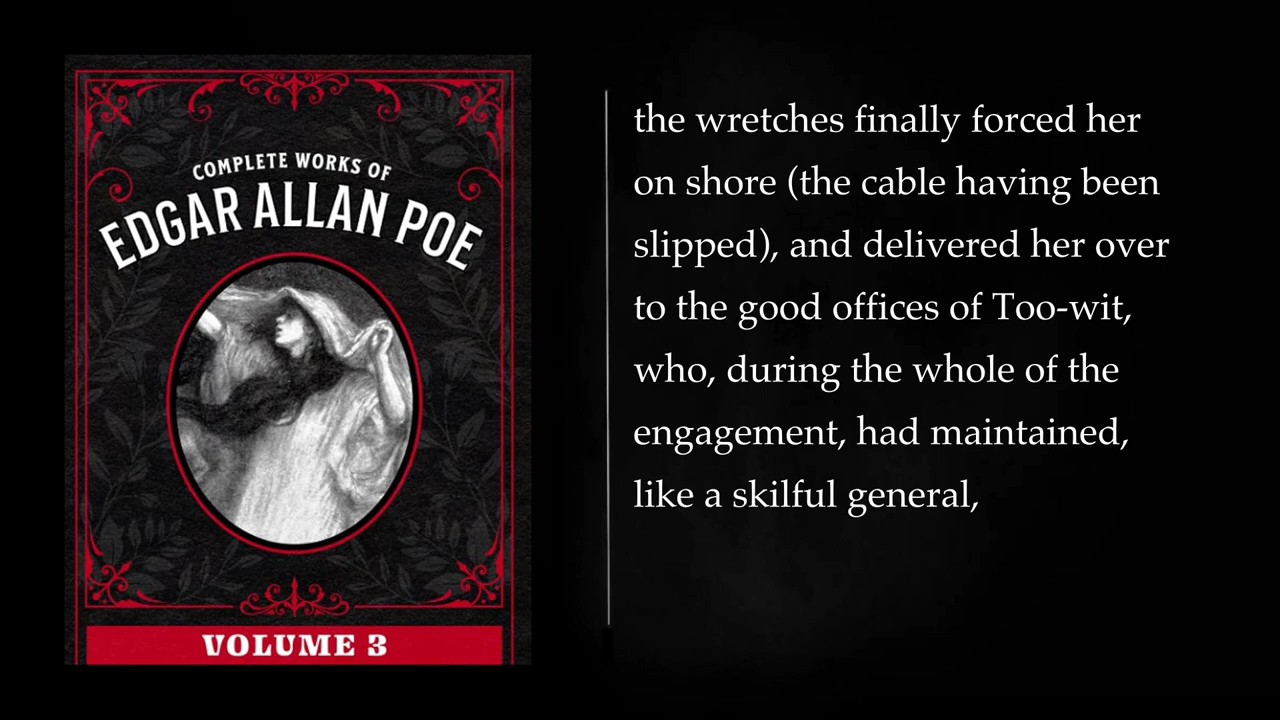 COMPLETE WORKS OF
EDGAR ALLAN POE
VOLUME 3
the wretches finally forced her
on shore (the cable having been
slipped), and delivered her over
to the good offices of Too-wit,
who, during the whole of the
engagement, had maintained,
like a skilful general,